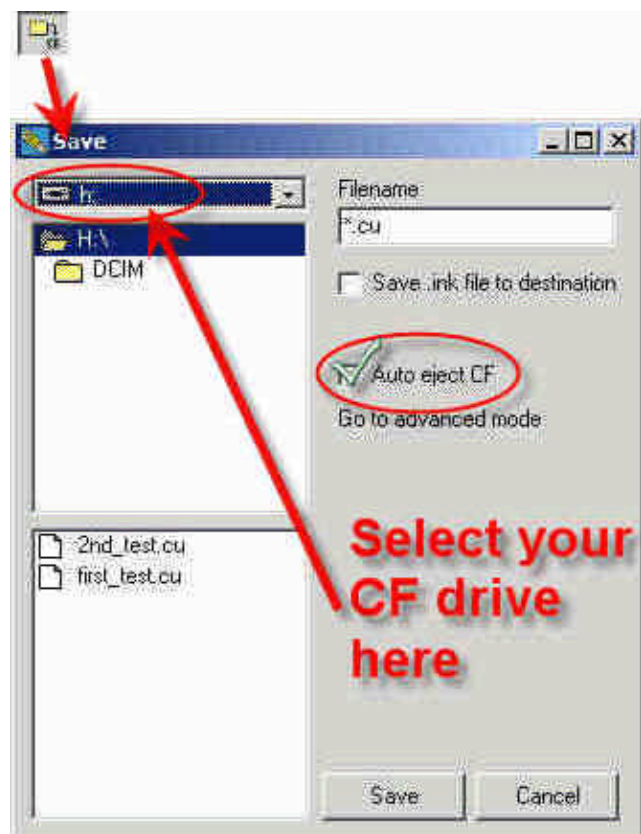 Save
h:
H:\
DCIM
2nd_test.cu
first_test.cu
Filename
*.cu
Save .ink file to destination
Auto eject CF
Go to advanced mode
Select your
CF drive
here
Save
Cancel